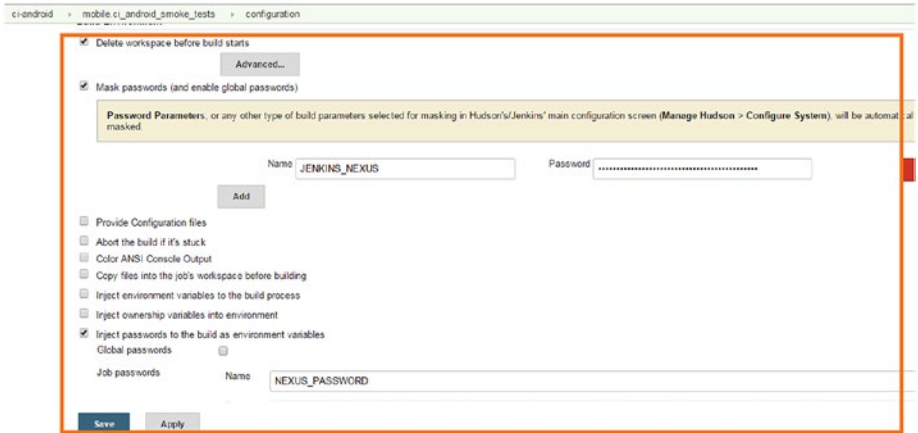 ci-android › mobile.ci_android_smoke_tests › configuration
Build Environment
Delete workspace before build starts
Advanced...
Mask passwords (and enable global passwords)
Password Parameters, or any other type of build parameters selected for masking in Hudson's/Jenkins' main configuration screen (Manage Hudson > Configure System), will be automatical
masked.
Name JENKINS_NEXUS Password ••••••••••••••••••••••••••••••••••••••••••••
Add
Provide Configuration files
Abort the build if it's stuck
Color ANSI Console Output
Copy files into the job's workspace before building
Inject environment variables to the build process
Inject ownership variables into environment
Inject passwords to the build as environment variables
Global passwords
Job passwords Name NEXUS_PASSWORD
Save Apply